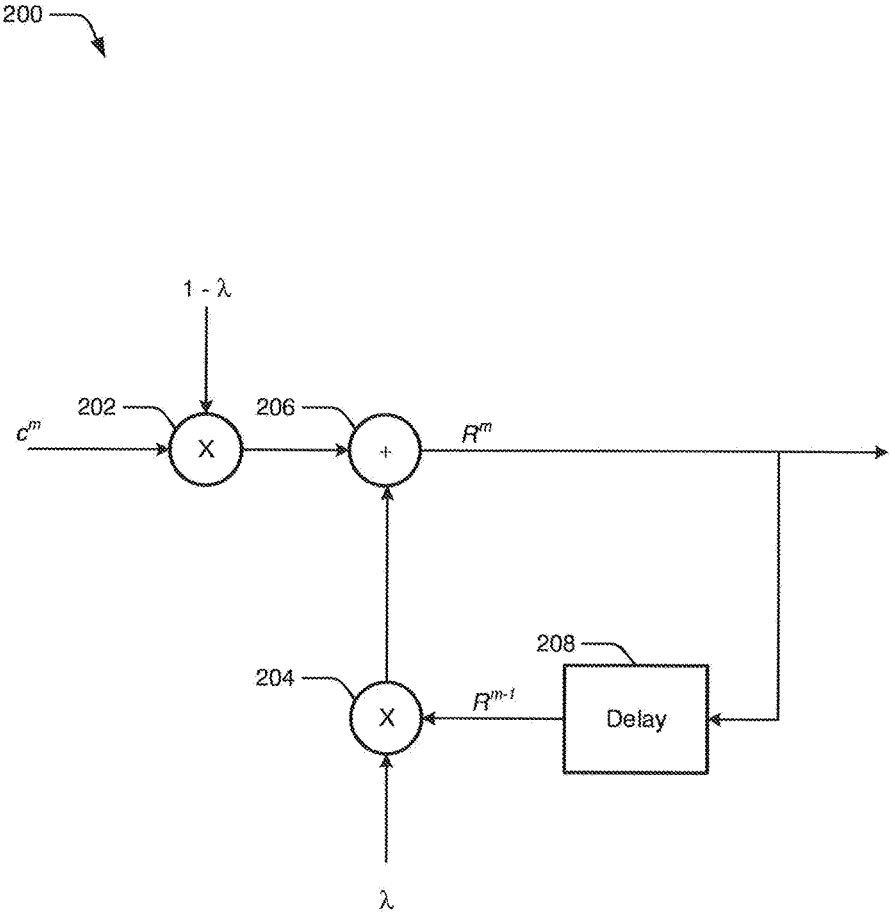 200
1 - λ
202
206
c^m
X
+
R^m
208
204
R^{m-1}
X
Delay
λ